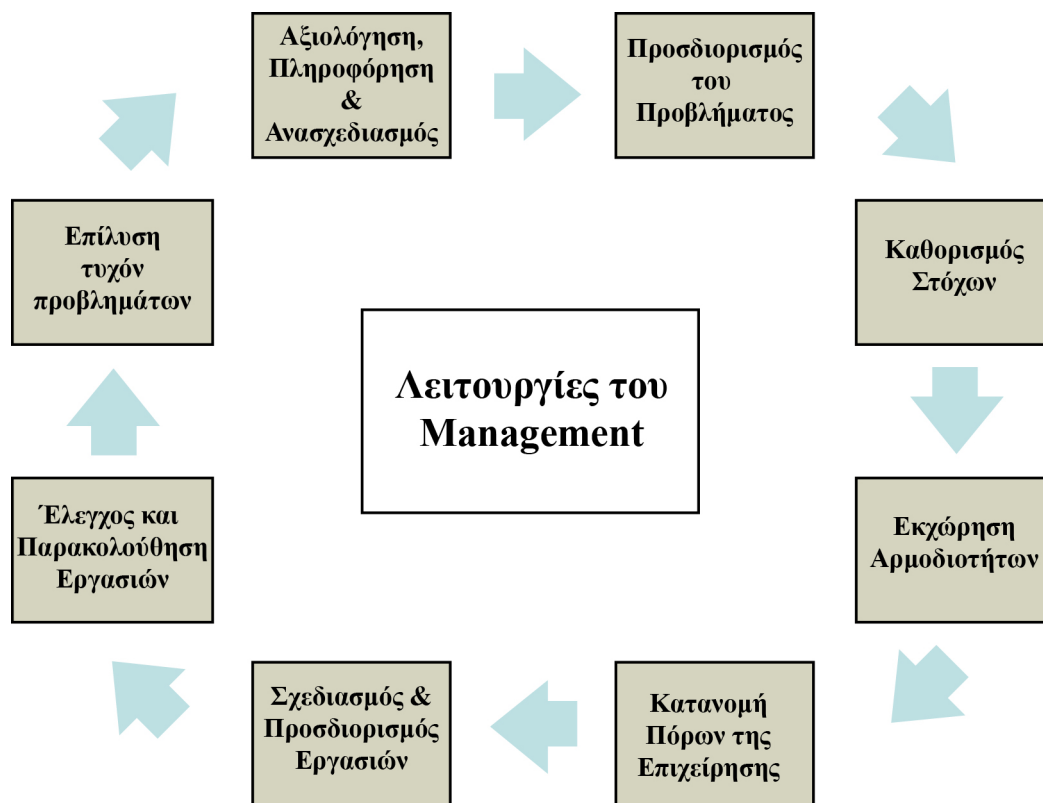 Αξιολόγηση,
Πληροφόρηση
&
Ανασχεδιασμός
Προσδιορισμός
του
Προβλήματος
Καθορισμός
Στόχων
Εκχώρηση
Αρμοδιοτήτων
Κατανομή
Πόρων της
Επιχείρησης
Σχεδιασμός &
Προσδιορισμός
Εργασιών
Έλεγχος και
Παρακολούθηση
Εργασιών
Επίλυση
τυχόν
προβλημάτων
Λειτουργίες του
Management